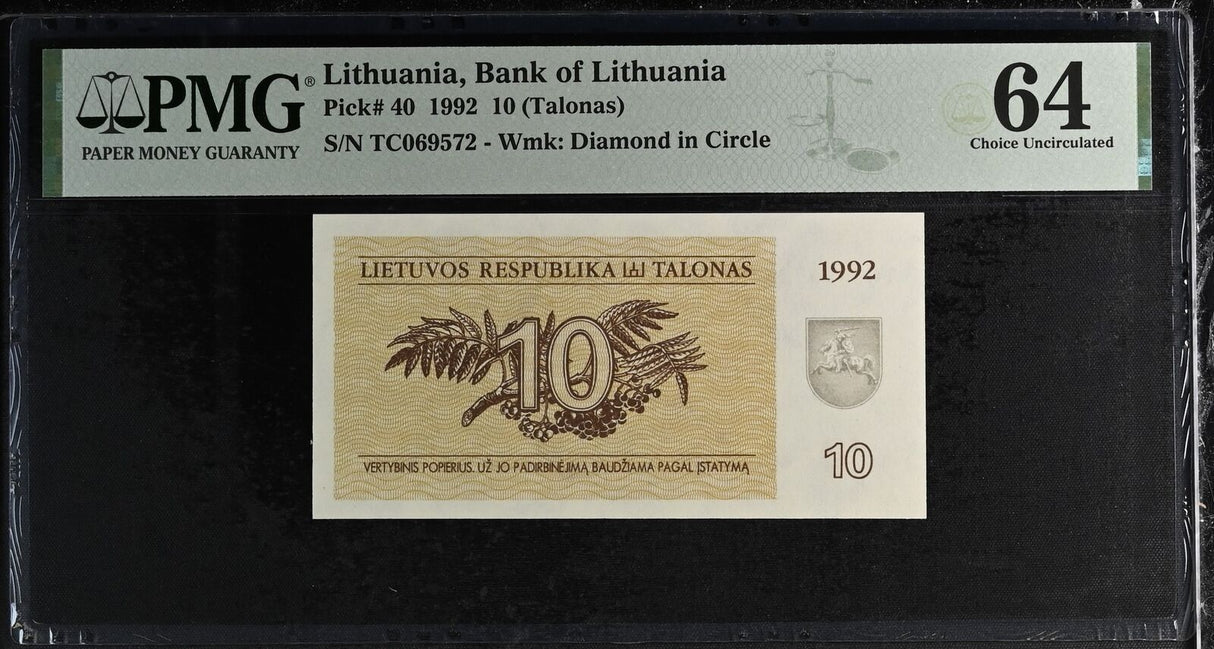 PMG®
PAPER MONEY GUARANTY
Lithuania, Bank of Lithuania
Pick# 40 1992 10 (Talonas)
S/N TC069572 - Wmk: Diamond in Circle
64
Choice Uncirculated
LIETUVOS RESPUBLIKA TALONAS
1992
10
VERTYBINIS POPIERIUS. UŽ JO PADIRBINĖJIMĄ BAUDŽIAMA PAGAL ĮSTATYMĄ
10